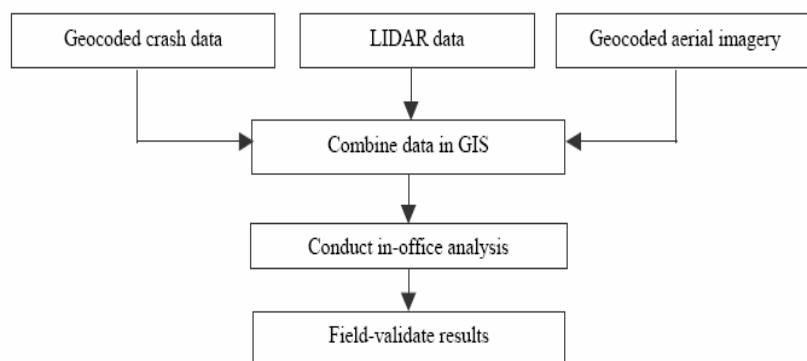 Geocoded crash data
LIDAR data
Geocoded aerial imagery
Combine data in GIS
Conduct in-office analysis
Field-validate results